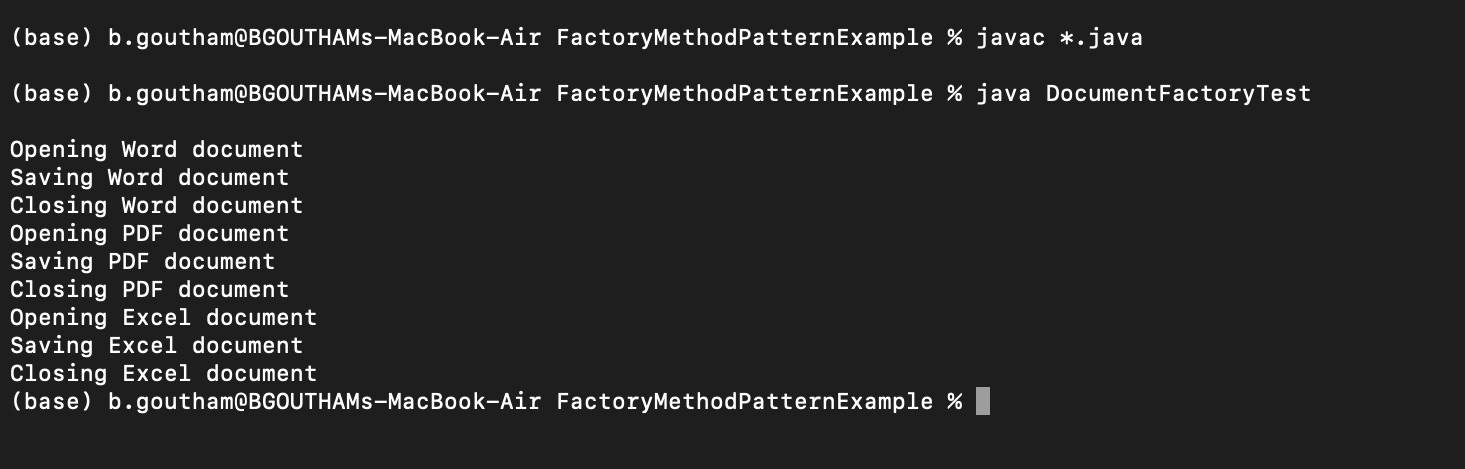 (base) b.goutham@BGOUTHAMs-MacBook-Air FactoryMethodPatternExample % javac *.java
(base) b.goutham@BGOUTHAMs-MacBook-Air FactoryMethodPatternExample % java DocumentFactoryTest
Opening Word document
Saving Word document
Closing Word document
Opening PDF document
Saving PDF document
Closing PDF document
Opening Excel document
Saving Excel document
Closing Excel document
(base) b.goutham@BGOUTHAMs-MacBook-Air FactoryMethodPatternExample %